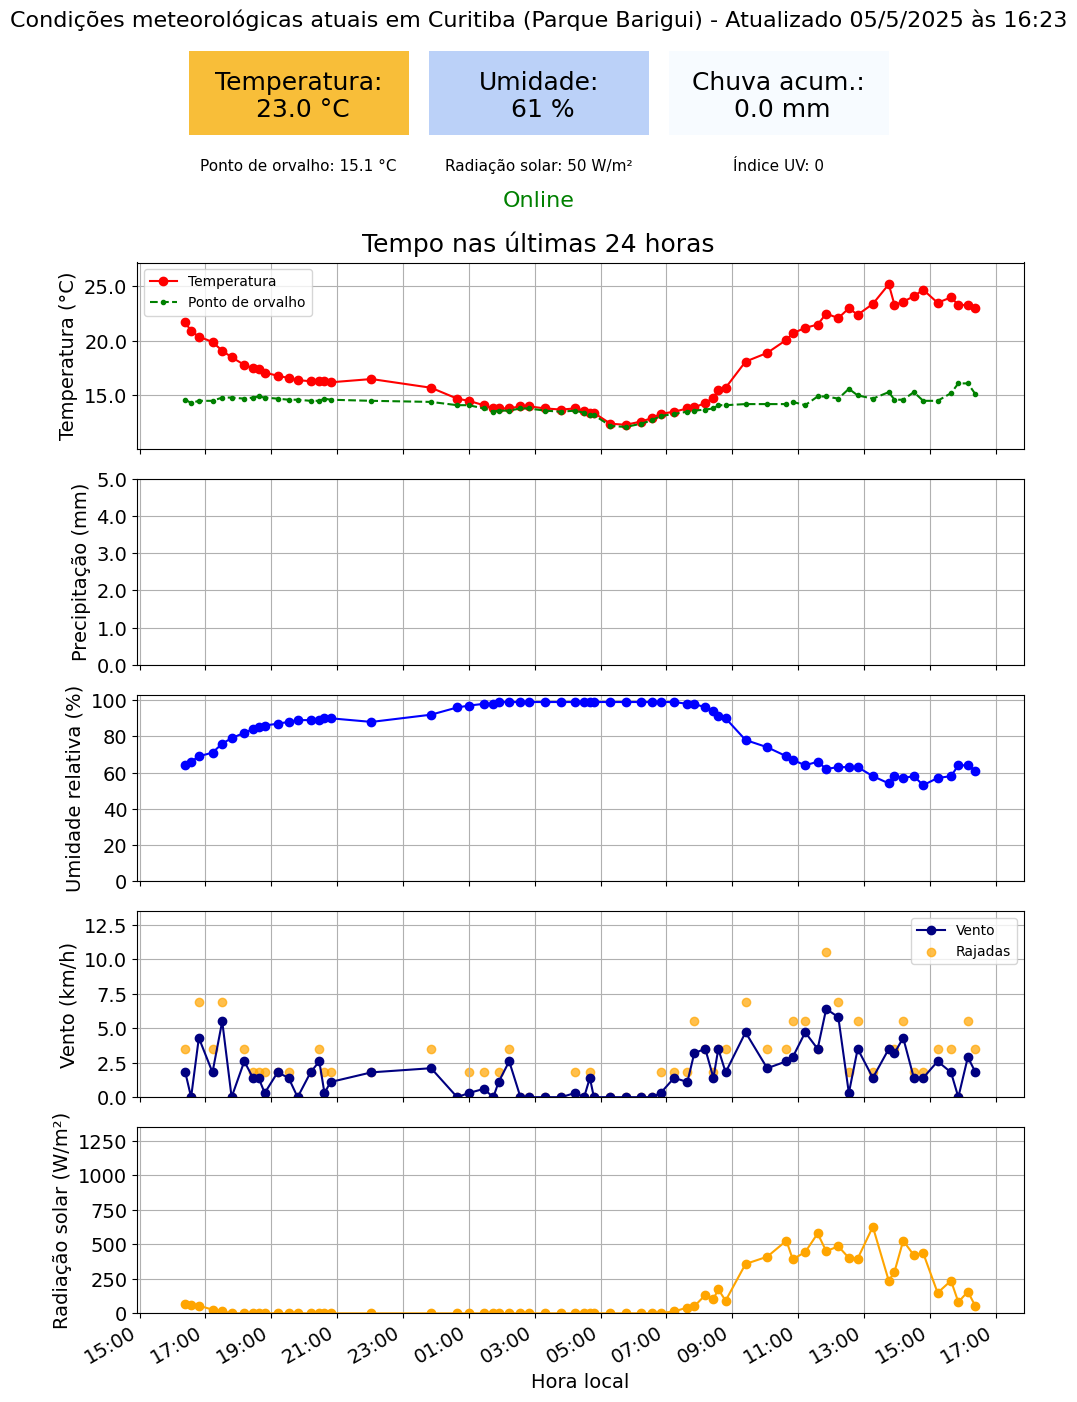 Condições meteorológicas atuais em Curitiba (Parque Barigui) - Atualizado 05/5/2025 às 16:23
Temperatura:
23.0 °C
Umidade:
61 %
Chuva acum.:
0.0 mm
Ponto de orvalho: 15.1 °C
Radiação solar: 50 W/m²
Índice UV: 0
Online
Tempo nas últimas 24 horas
Temperatura (°C)
25.0
20.0
15.0
Temperatura
Ponto de orvalho
Precipitação (mm)
5.0
4.0
3.0
2.0
1.0
0.0
Umidade relativa (%)
100
80
60
40
20
0
Vento (km/h)
12.5
10.0
7.5
5.0
2.5
0.0
Vento
Rajadas
Radiação solar (W/m²)
1250
1000
750
500
250
0
15:00
17:00
19:00
21:00
23:00
01:00
03:00
05:00
07:00
09:00
11:00
13:00
15:00
17:00
Hora local